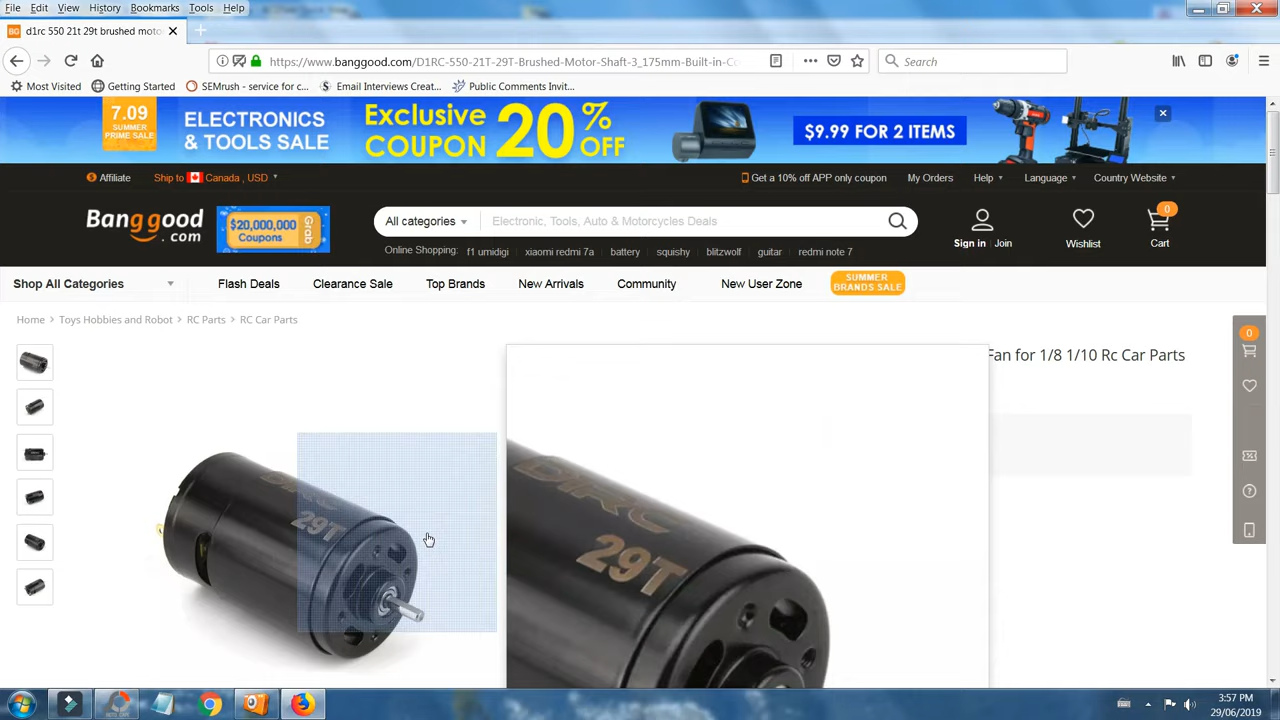 File Edit View History Bookmarks Tools Help
BG d1rc 550 21t 29t brushed moto
https://www.banggood.com/D1RC-550-21T-29T-Brushed-Motor-Shaft-3_175mm-Built-in-Co
Search
Most Visited Getting Started SEMrush - service for c... Email Interviews Creat... Public Comments Invit...
7.09
SUMMER
PRIME SALE
ELECTRONICS
& TOOLS SALE
Exclusive
COUPON 20% OFF
$9.99 FOR 2 ITEMS
Affiliate Ship to Canada , USD Get a 10% off APP only coupon My Orders Help Language Country Website
Banggood
.com
$20,000,000
Coupons
Grab
All categories Electronic, Tools, Auto & Motorcycles Deals
Online Shopping: f1 umidigi xiaomi redmi 7a battery squishy blitzwolf guitar redmi note 7
Sign in Join
Wishlist
0
Cart
Shop All Categories Flash Deals Clearance Sale Top Brands New Arrivals Community New User Zone SUMMER
BRANDS SALE
Home > Toys Hobbies and Robot > RC Parts > RC Car Parts
0
Fan for 1/8 1/10 Rc Car Parts
D1RC
29T
D1RC
29T
3:57 PM
29/06/2019